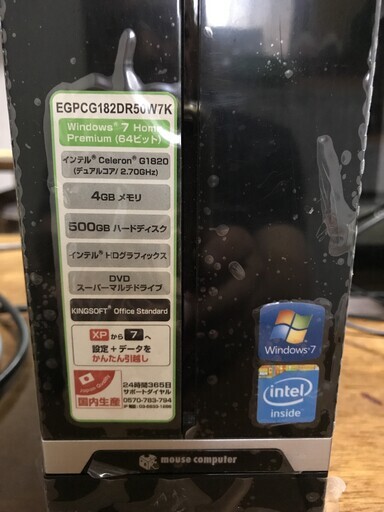 EGPCG182DR50W7K
Windows® 7 Home
Premium (64ビット)
インテル® Celeron® G1820
(デュアルコア/ 2.70GHz)
4GB メモリ
500GB ハードディスク
インテル® HDグラフィックス
DVD
スーパーマルチドライブ
KINGSOFT® Office Standard
XP から 7 へ
設定+データを
かんたん引越し
国内生産
24時間365日
サポートダイヤル
0570-783-794
Windows 7
intel
inside™
mouse computer